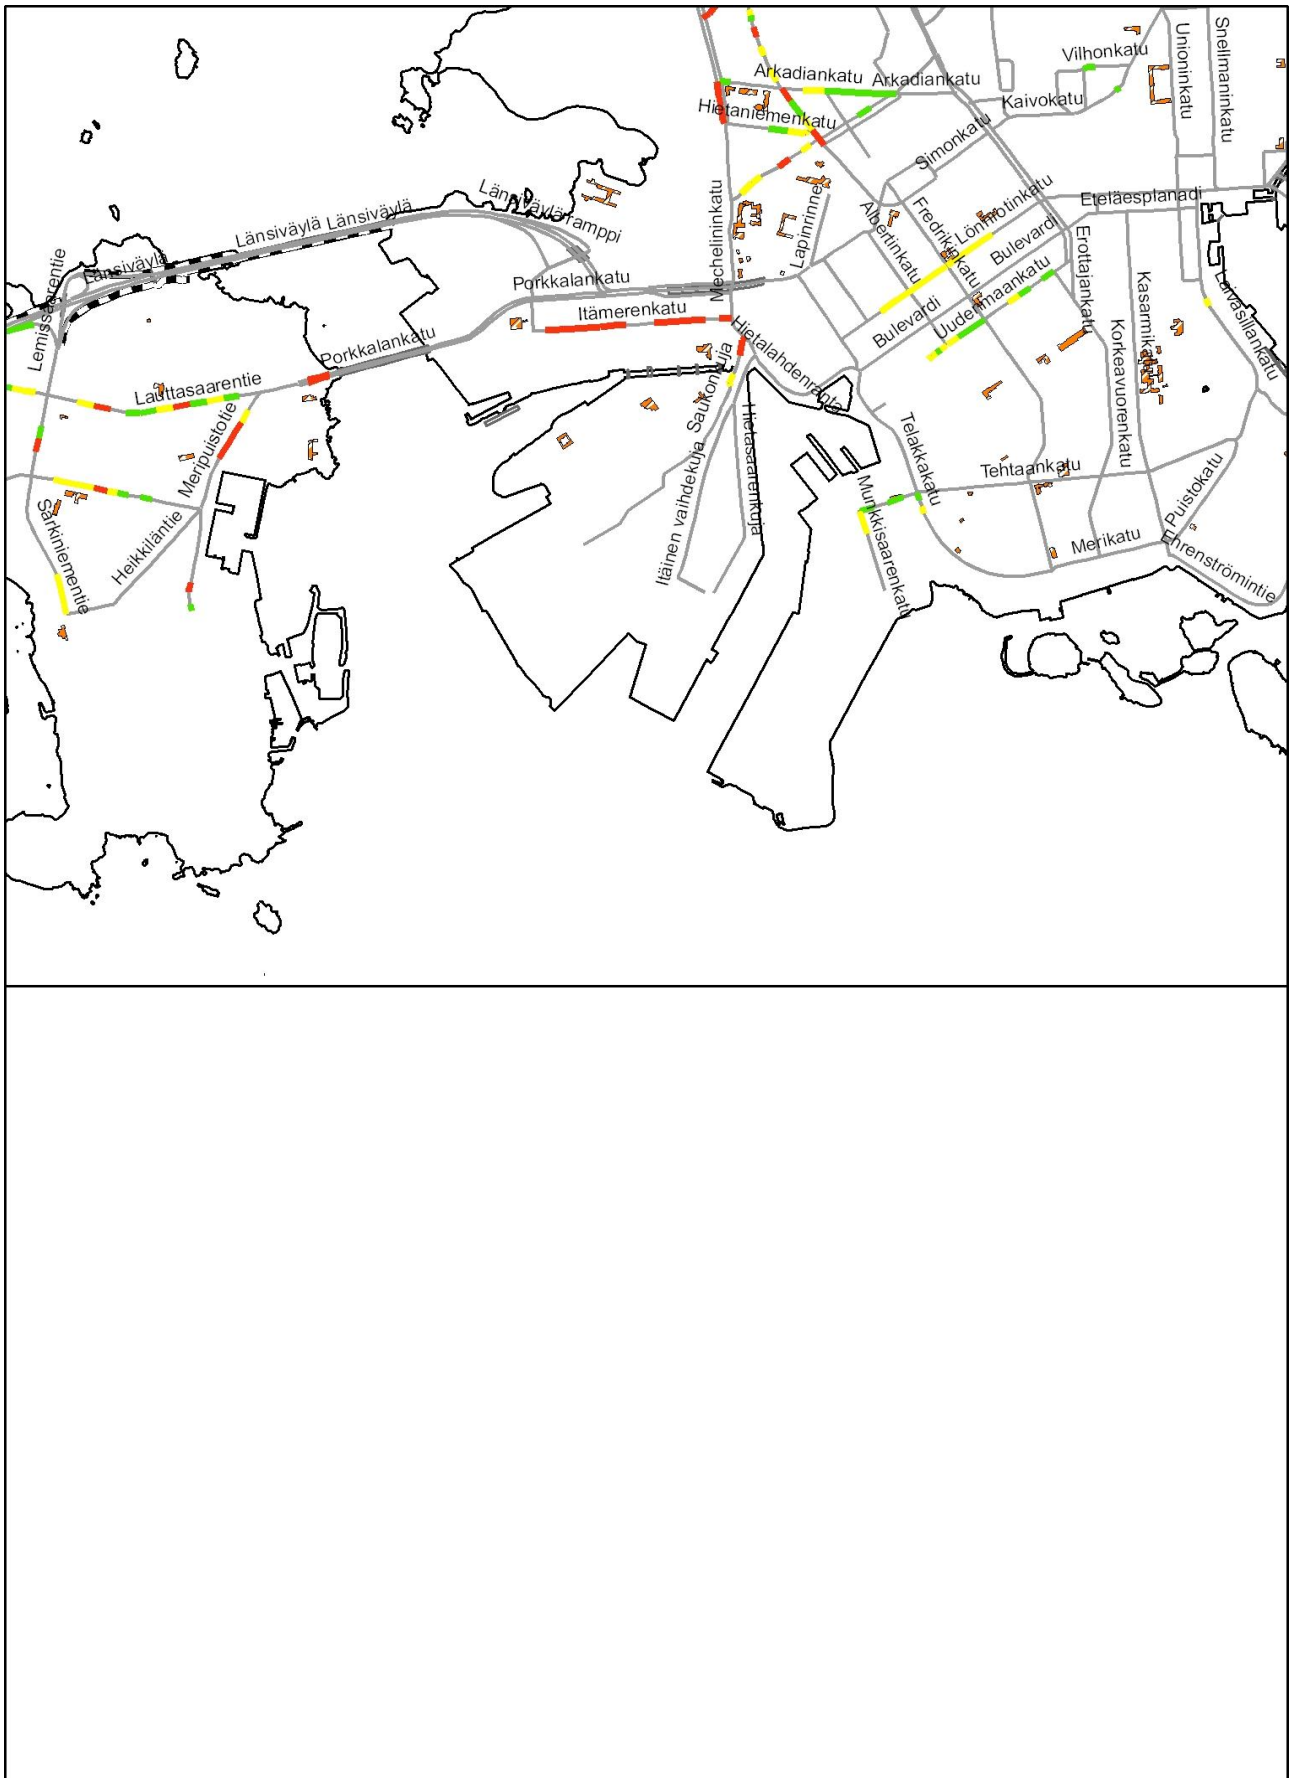 Vilhonkatu
Unioninkatu
Snellmaninkatu
Arkadiankatu
Arkadiankatu
Kaivokatu
Hietaniemenkatu
Simonkatu
Länsiväylä
Länsiväylä
Länsiväylä ramppi
Länsiväylä
Lemissaarentie
Mechelininkatu
Lapinrinne
Albertinkatu
Fredrikinkatu
Lönnrotinkatu
Bulevardi
Eteläesplanadi
Erottajankatu
Kasarmikatu
Laivasillankatu
Porkkalankatu
Itämerenkatu
Porkkalankatu
Hietalahdenranta
Bulevardi
Uudenmaankatu
Korkeavuorenkatu
Lauttasaarentie
Meripuistotie
Saukonkuja
Hietasaarenkuja
Itäinen vaihdekuja
Telakkakatu
Tehtaankatu
Puistokatu
Munkkisaarenkatu
Merikatu
Ehrenströmintie
Särkiniementie
Heikkiläntie